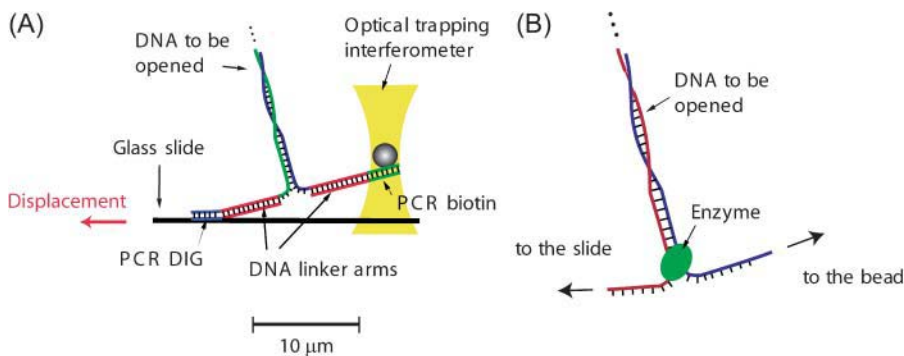 (A)
DNA to be
opened
Optical trapping
interferometer
Glass slide
Displacement
PCR biotin
PCR DIG
DNA linker arms
10 μm
(B)
DNA to be
opened
Enzyme
to the slide
to the bead